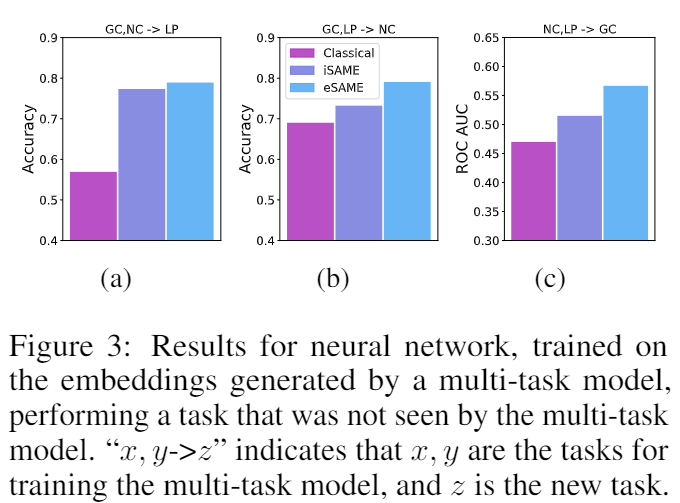 GC,NC -> LP
0.9
0.8
0.7
0.6
0.5
0.4
Accuracy
(a)
GC,LP -> NC
0.9
0.8
0.7
0.6
0.5
0.4
Accuracy
Classical
iSAME
eSAME
(b)
NC,LP -> GC
0.65
0.60
0.55
0.50
0.45
0.40
0.35
0.30
ROC AUC
(c)
Figure 3: Results for neural network, trained on
the embeddings generated by a multi-task model,
performing a task that was not seen by the multi-task
model. “x, y->z” indicates that x, y are the tasks for
training the multi-task model, and z is the new task.